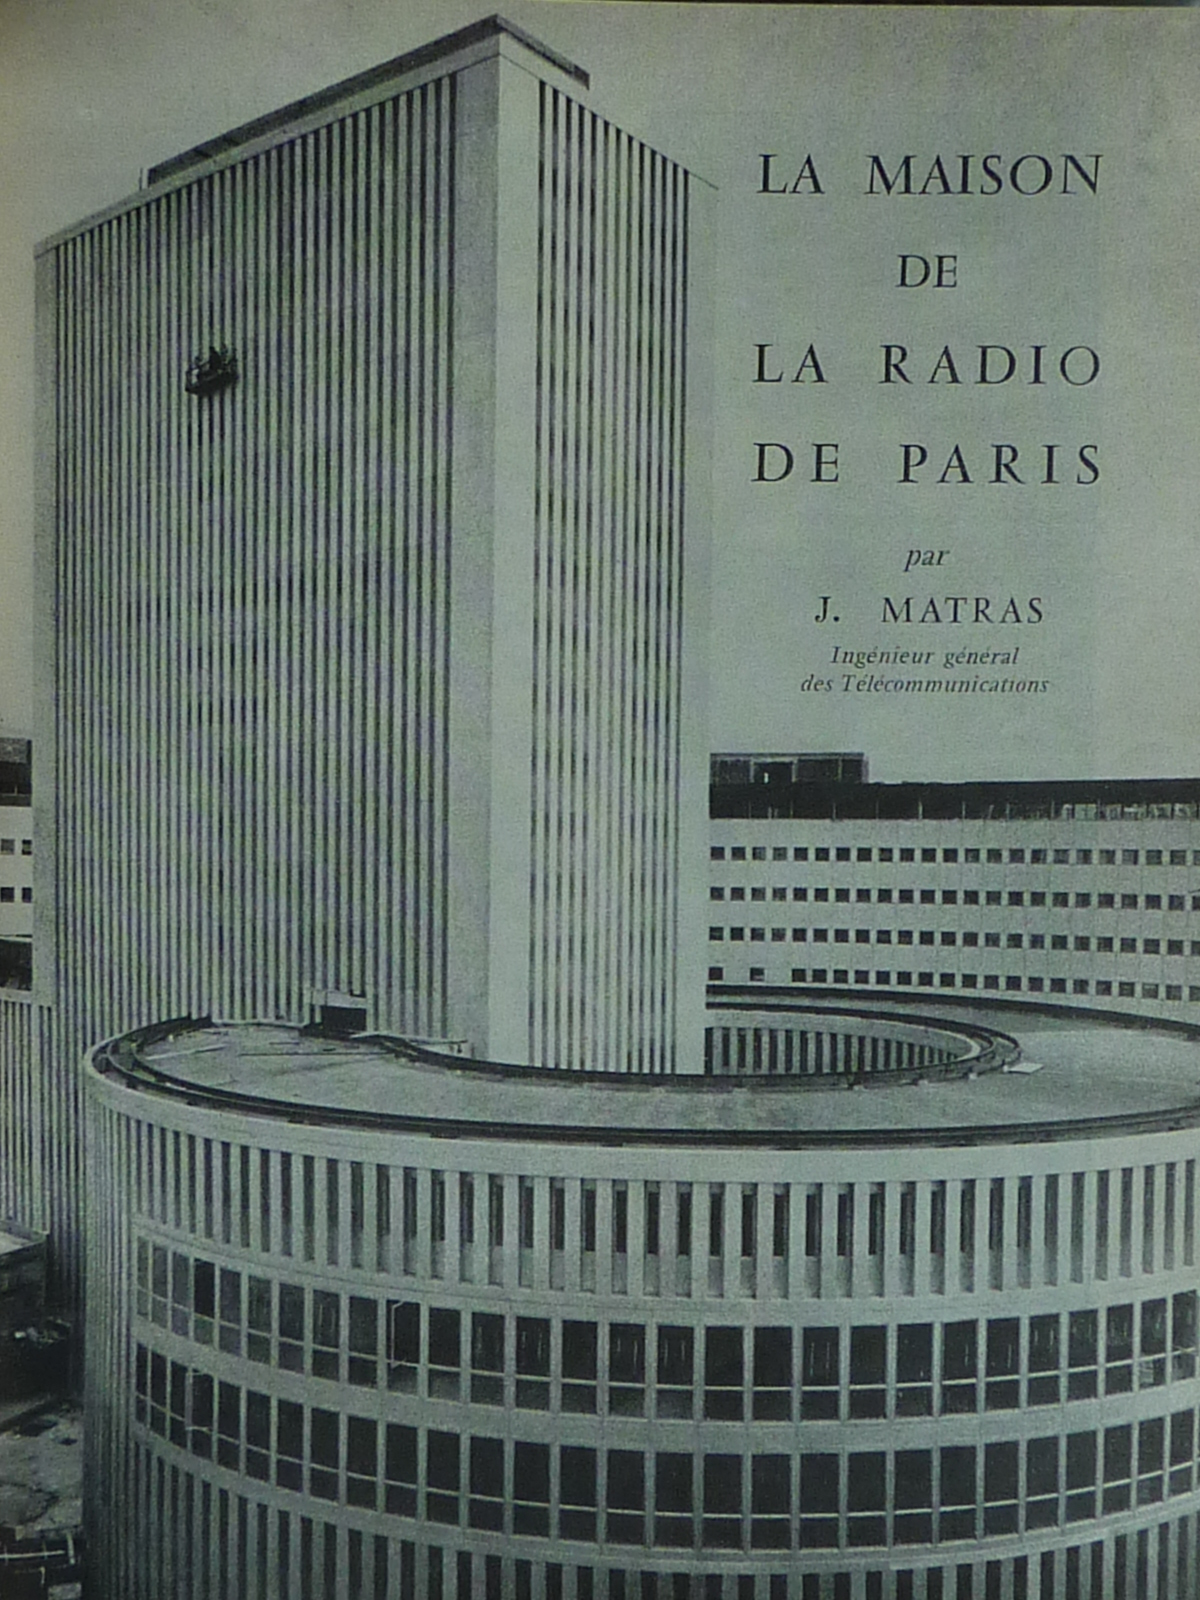 LA MAISON
DE
LA RADIO
DE PARIS
par
J. MATRAS
Ingénieur général
des Télécommunications